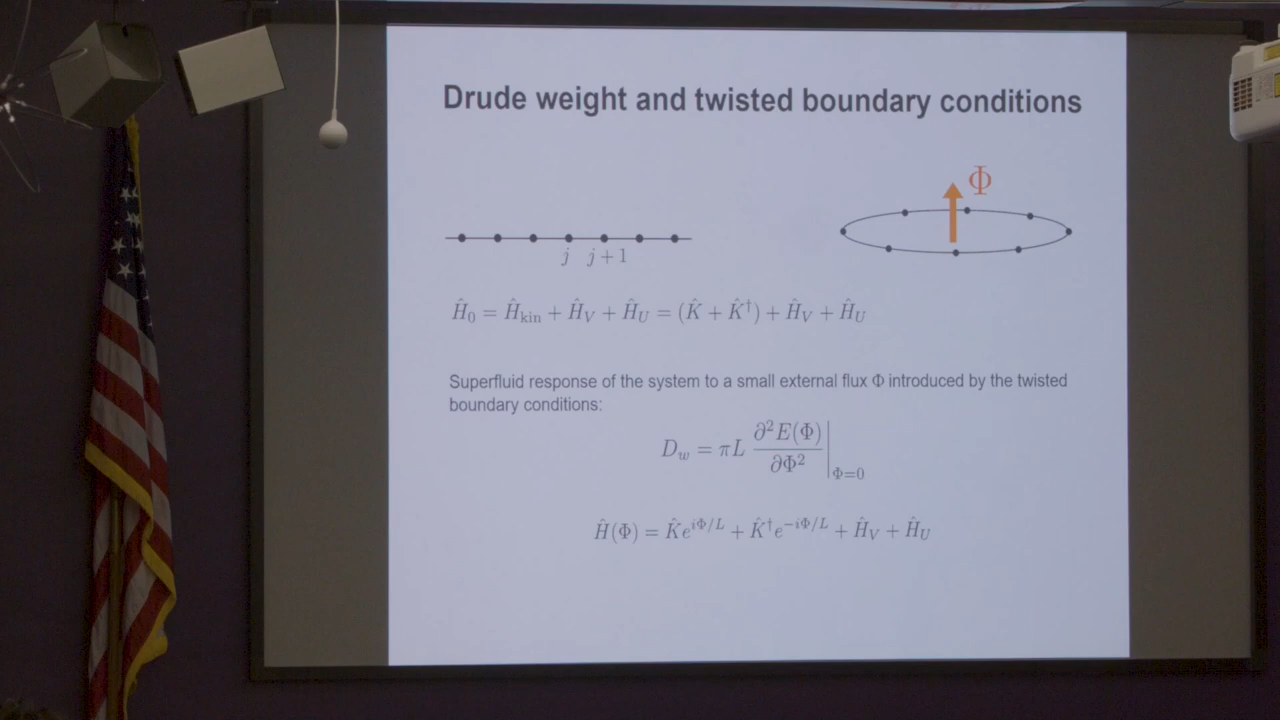 Drude weight and twisted boundary conditions
Φ
j j + 1
Ĥ₀ = Ĥ_kin + Ĥ_V + Ĥ_U = (K̂ + K̂†) + Ĥ_V + Ĥ_U
Superfluid response of the system to a small external flux Φ introduced by the twisted
boundary conditions:
D_w = πL ∂²E(Φ)/∂Φ² |_Φ=0
Ĥ(Φ) = K̂e^{iΦ/L} + K̂†e^{−iΦ/L} + Ĥ_V + Ĥ_U